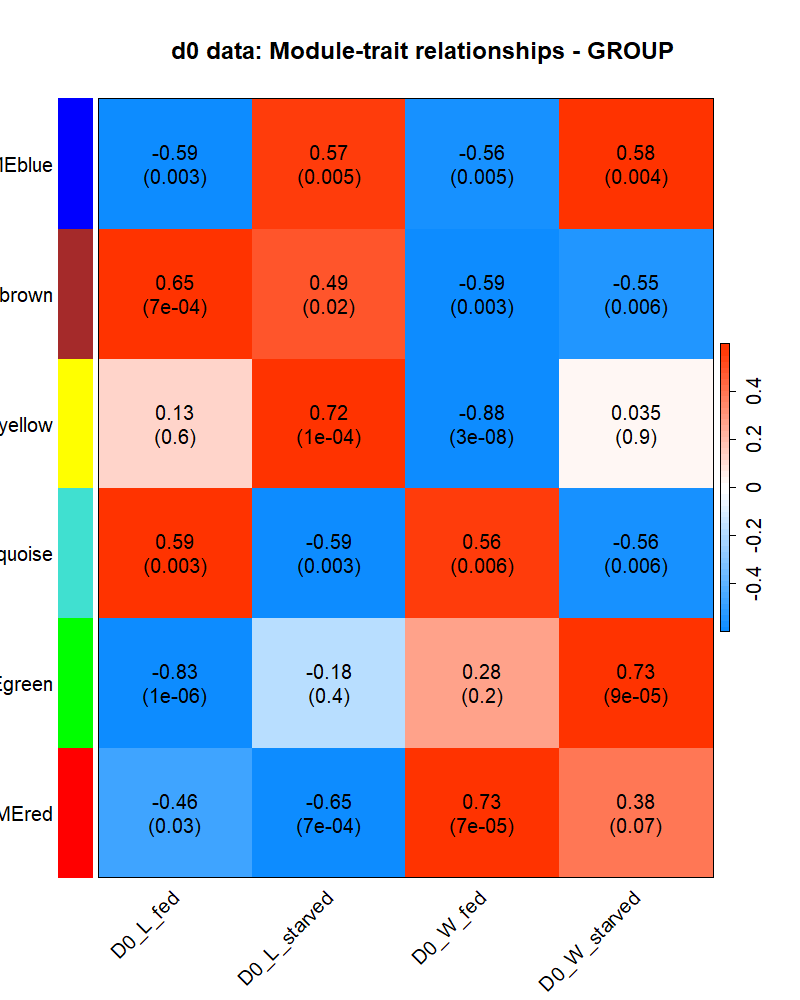 d0 data: Module-trait relationships - GROUP
MEblue
-0.59 0.57 -0.56 0.58
(0.003) (0.005) (0.005) (0.004)
brown
0.65 0.49 -0.59 -0.55
(7e-04) (0.02) (0.003) (0.006)
yellow
0.13 0.72 -0.88 0.035
(0.6) (1e-04) (3e-08) (0.9)
quoise
0.59 -0.59 0.56 -0.56
(0.003) (0.003) (0.006) (0.006)
Egreen
-0.83 -0.18 0.28 0.73
(1e-06) (0.4) (0.2) (9e-05)
MEred
-0.46 -0.65 0.73 0.38
(0.03) (7e-04) (7e-05) (0.07)
D0_L_fed
D0_L_starved
D0_W_fed
D0_W_starved
0.4
0.2
0
-0.2
-0.4